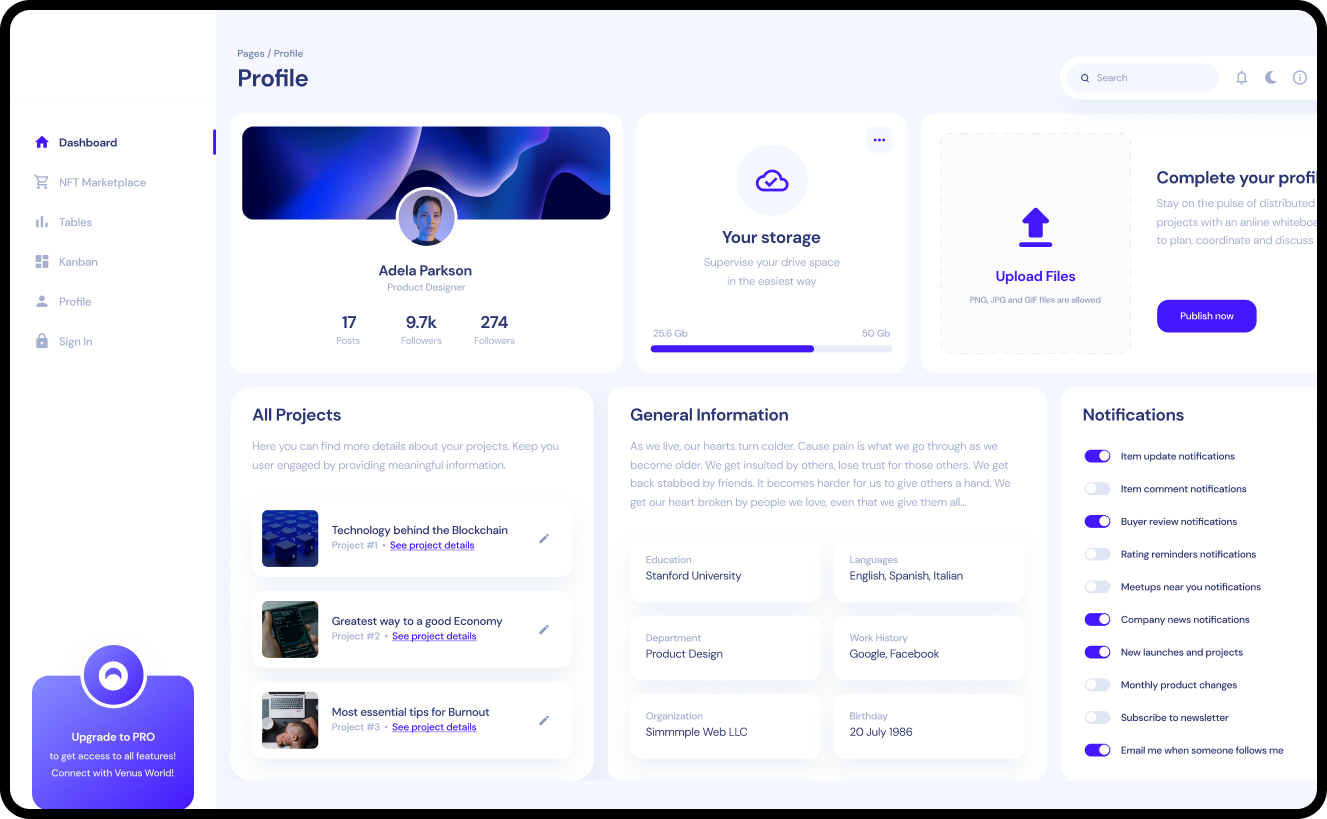 Pages / Profile
Profile
Search
Dashboard
NFT Marketplace
Tables
Kanban
Profile
Sign In
Upgrade to PRO
to get access to all features!
Connect with Venus World!
Adela Parkson
Product Designer
17
Posts
9.7k
Followers
274
Followers
Your storage
Supervise your drive space
in the easiest way
25.6 Gb
50 Gb
Upload Files
PNG, JPG and GIF files are allowed
Complete your profil
Stay on the pulse of distributed
projects with an anline whiteboa
to plan, coordinate and discuss
Publish now
All Projects
Here you can find more details about your projects. Keep you
user engaged by providing meaningful information.
Technology behind the Blockchain
Project #1 • See project details
Greatest way to a good Economy
Project #2 • See project details
Most essential tips for Burnout
Project #3 • See project details
General Information
As we live, our hearts turn colder. Cause pain is what we go through as we
become older. We get insulted by others, lose trust for those others. We get
back stabbed by friends. It becomes harder for us to give others a hand. We
get our heart broken by people we love, even that we give them all...
Education
Stanford University
Languages
English, Spanish, Italian
Department
Product Design
Work History
Google, Facebook
Organization
Simmmple Web LLC
Birthday
20 July 1986
Notifications
Item update notifications
Item comment notifications
Buyer review notifications
Rating reminders notifications
Meetups near you notifications
Company news notifications
New launches and projects
Monthly product changes
Subscribe to newsletter
Email me when someone follows me